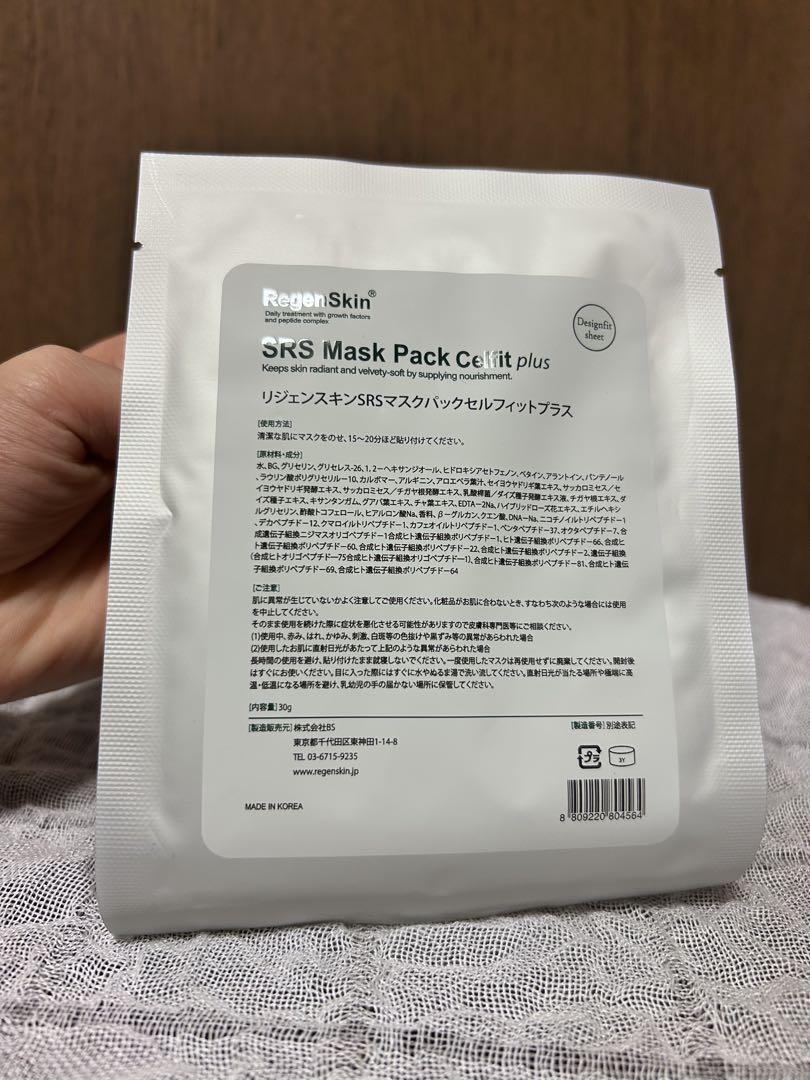 RegenSkin®
Daily treatment with growth factors
and peptide complex
Designfit
sheet
SRS Mask Pack Celfit plus
Keeps skin radiant and velvety-soft by supplying nourishment.
リジェンスキンSRSマスクパックセルフィットプラス
[使用方法]
清潔な肌にマスクをのせ、15〜20分ほど貼り付けてください。
[原材料・成分]
水、BG、グリセリン、グリセレス-26、1,2-ヘキサンジオール、ヒドロキシアセトフェノン、ベタイン、アラントイン、パンテノール
、ラウリン酸ポリグリセリル-10、カルボマー、アルギニン、アロエベラ葉汁、セイヨウヤドリギ葉エキス、サッカロミセス/セ
イヨウヤドリギ発酵エキス、サッカロミセス/チガヤ根発酵エキス、乳酸桿菌/ダイズ種子発酵エキス液、チガヤ根エキス、ダ
イズ種子エキス、キサンタンガム、グアバ葉エキス、チャ葉エキス、EDTA-2Na、ハイブリッドローズ花エキス、エチルヘキシ
ルグリセリン、酢酸トコフェロール、ヒアルロン酸Na、香料、β-グルカン、クエン酸、DNA-Na、ニコチノイルトリペプチド-1
、デカペプチド-12、クマロイルトリペプチド-1、カフェオイルトリペプチド-1、ペンタペプチド-37、オクタペプチド-7、合
成遺伝子組換ニジマスオリゴペプチド-1合成ヒト遺伝子組換オリゴペプチド-1、ヒト遺伝子組換ポリペプチド-66、合成ヒ
ト遺伝子組換ポリペプチド-60、合成ヒト遺伝子組換ポリペプチド-22、合成ヒト遺伝子組換ポリペプチド-2、遺伝子組換
(合成ヒトオリゴペプチド-75合成ヒト遺伝子組換オリゴペプチド-1)、合成ヒト遺伝子組換ポリペプチド-81、合成ヒト遺伝
子組換ポリペプチド-69、合成ヒト遺伝子組換ポリペプチド-64
[ご注意]
肌に異常が生じていないかよく注意してご使用ください。化粧品がお肌に合わないとき、すなわち次のような場合には使用
を中止してください。
そのまま使用を続けた際に症状を悪化させる可能性がありますので皮膚科専門医等にご相談ください。
(1)使用中、赤み、はれ、かゆみ、刺激、白斑等の色抜けや黒ずみ等の異常があらわれた場合
(2)使用したお肌に直射日光があたって上記のような異常があらわれた場合
長時間の使用を避け、貼り付けたまま就寝しないでください。一度使用したマスクは再使用せずに廃棄してください。開封後
はすぐにお使いください。目に入った際にはすぐに水やぬるま湯で洗い流してください。直射日光が当たる場所や極端に高
温・低温になる場所を避け、乳幼児の手の届かない場所に保管してください。
[内容量] 30g
[製造販売元] 株式会社BS
東京都千代田区東神田1-14-8
TEL 03-6715-9235
www.regenskin.jp
[製造番号] 別途表記
プラ
3Y
MADE IN KOREA
8 809220 804564